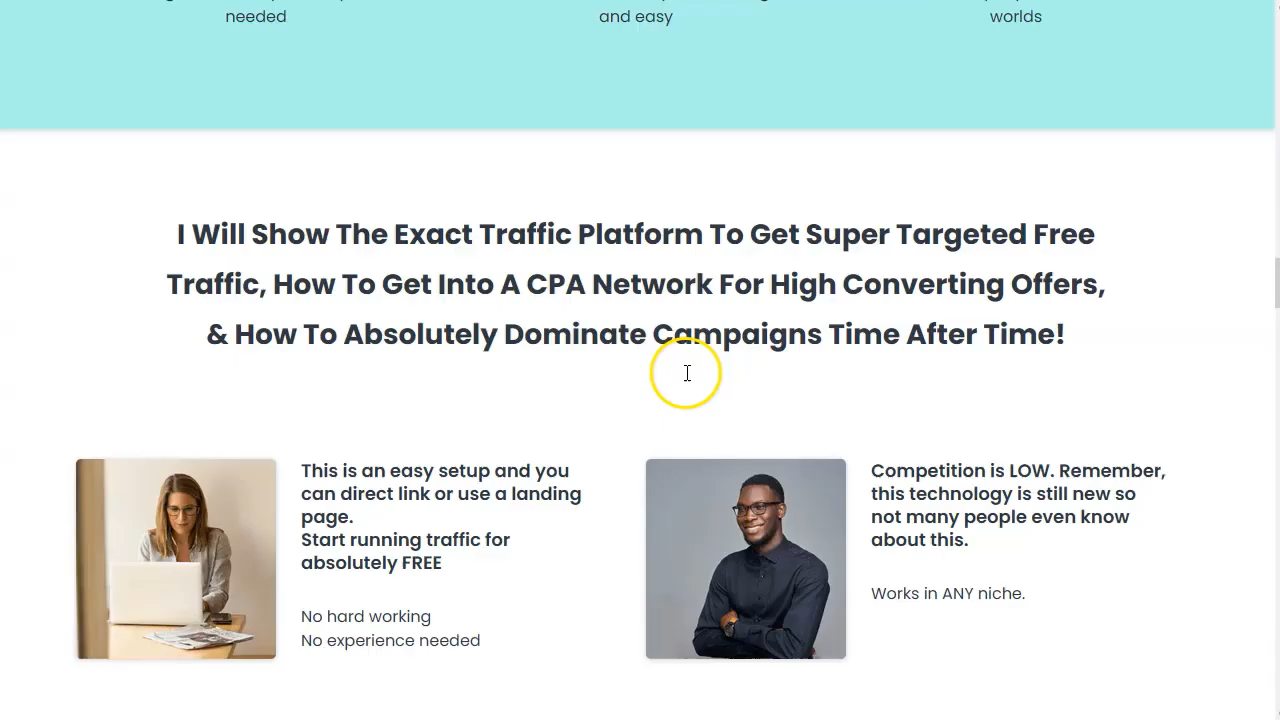 needed
and easy
worlds
I Will Show The Exact Traffic Platform To Get Super Targeted Free
Traffic, How To Get Into A CPA Network For High Converting Offers,
& How To Absolutely Dominate Campaigns Time After Time!
This is an easy setup and you
can direct link or use a landing
page.
Start running traffic for
absolutely FREE
No hard working
No experience needed
Competition is LOW. Remember,
this technology is still new so
not many people even know
about this.
Works in ANY niche.